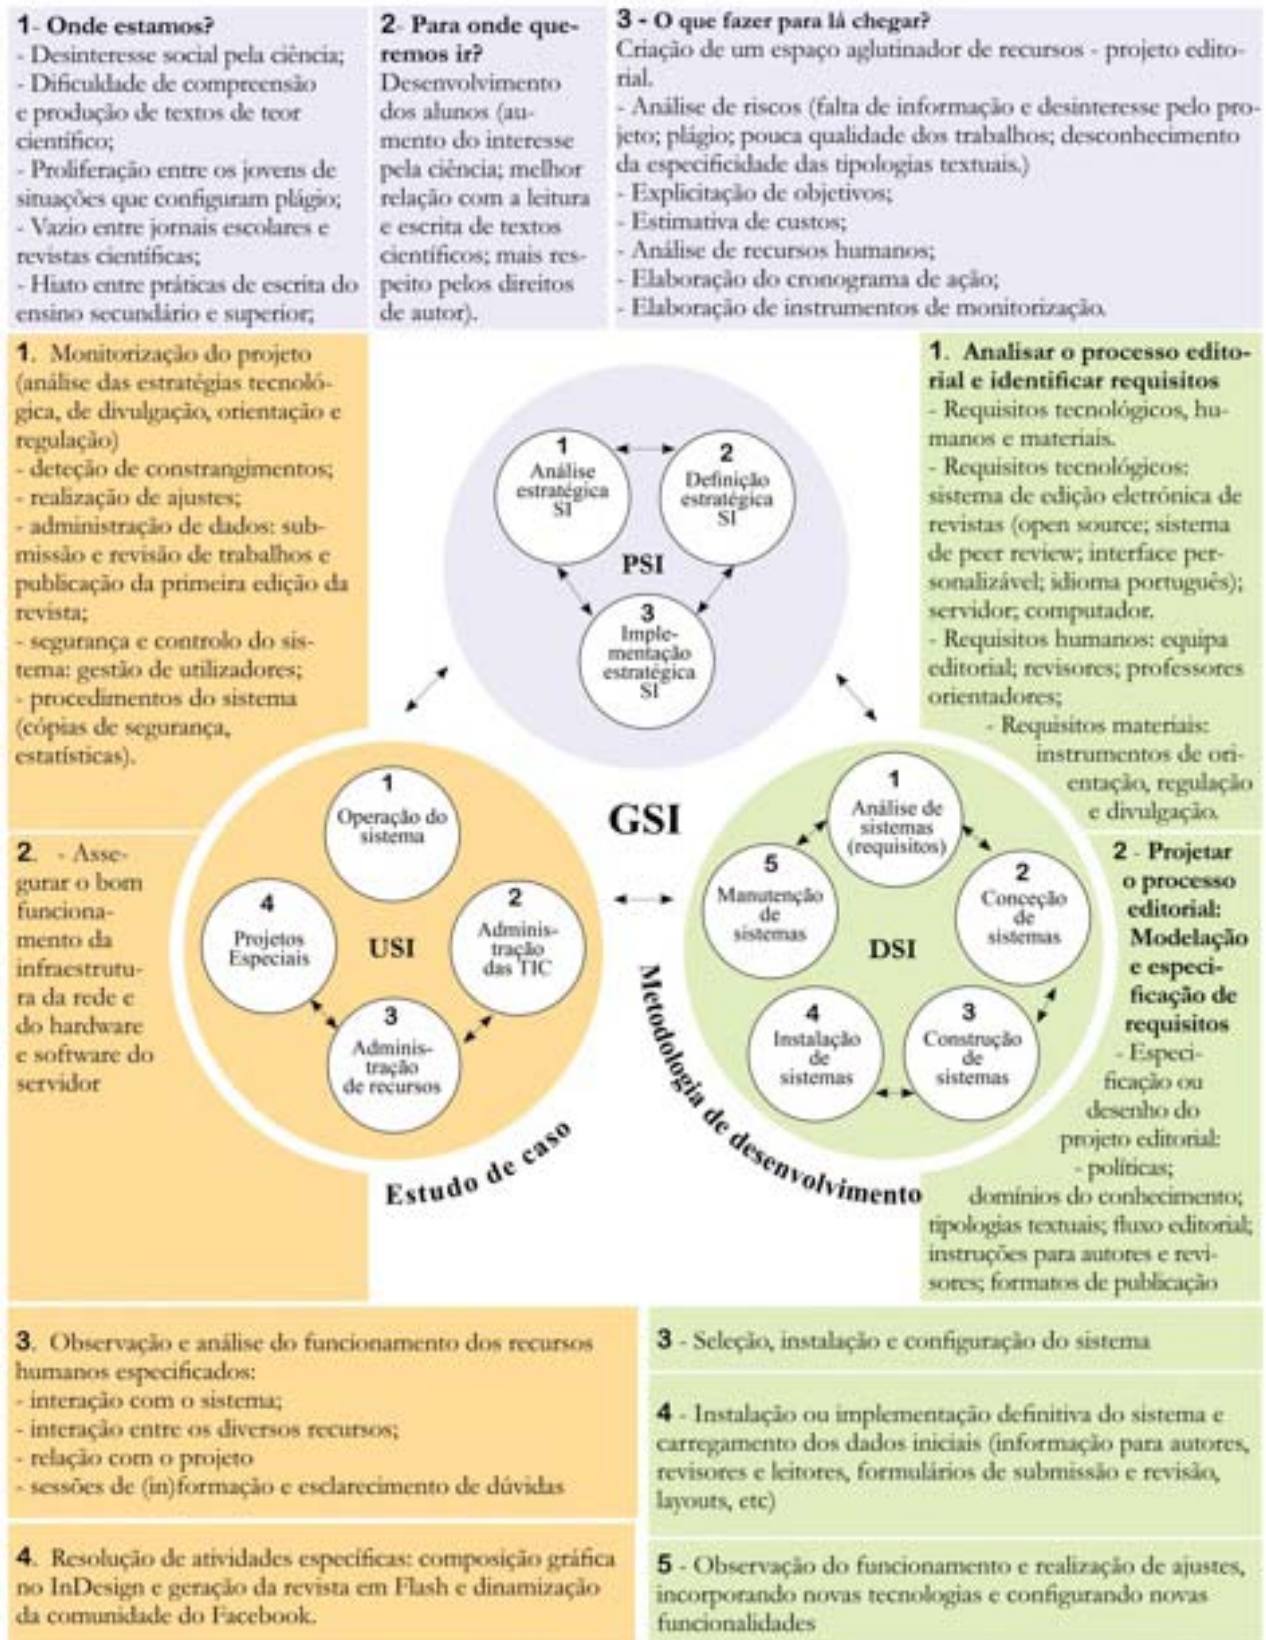 1- Onde estamos?
- Desinteresse social pela ciência;
- Dificuldade de compreensão
e produção de textos de teor
científico;
- Proliferação entre os jovens de
situações que configuram plágio;
- Vazio entre jornais escolares e
revistas científicas;
- Hiato entre práticas de escrita do
ensino secundário e superior;
2- Para onde que-
remos ir?
Desenvolvimento
dos alunos (au-
mento do interesse
pela ciência; melhor
relação com a leitura
e escrita de textos
científicos; mais res-
peito pelos direitos
de autor).
3 - O que fazer para lá chegar?
Criação de um espaço aglutinador de recursos - projeto edito-
rial.
- Análise de riscos (falta de informação e desinteresse pelo pro-
jeto; plágio; pouca qualidade dos trabalhos; desconhecimento
da especificidade das tipologias textuais.)
- Explicitação de objetivos;
- Estimativa de custos;
- Análise de recursos humanos;
- Elaboração do cronograma de ação;
- Elaboração de instrumentos de monitorização.
1. Monitorização do projeto
(análise das estratégias tecnoló-
gica, de divulgação, orientação e
regulação)
- deteção de constrangimentos;
- realização de ajustes;
- administração de dados: sub-
missão e revisão de trabalhos e
publicação da primeira edição da
revista;
- segurança e controlo do sis-
tema: gestão de utilizadores;
- procedimentos do sistema
(cópias de segurança,
estatísticas).
2. - Asse-
gurar o bom
funciona-
mento da
infraestrutu-
ra da rede e
do hardware
e software do
servidor
1
Análise
estratégica
SI
2
Definição
estratégica
SI
PSI
3
Imple-
mentação
estratégica
SI
GSI
1
Operação do
sistema
2
Adminis-
tração
das TIC
3
Adminis-
tração
de recursos
4
Projetos
Especiais
USI
Estudo de caso
1
Análise de
sistemas
(requisitos)
2
Conceção
de
sistemas
3
Construção
de
sistemas
4
Instalação
de
sistemas
5
Manutenção
de
sistemas
DSI
Metodologia de desenvolvimento
1. Analisar o processo edito-
rial e identificar requisitos
- Requisitos tecnológicos, hu-
manos e materiais.
- Requisitos tecnológicos:
sistema de edição eletrónica de
revistas (open source; sistema
de peer review; interface per-
sonalizável; idioma português);
servidor; computador.
- Requisitos humanos: equipa
editorial; revisores; professores
orientadores;
- Requisitos materiais:
instrumentos de ori-
entação, regulação
e divulgação.
2 - Projetar
o processo
editorial:
Modelação
e especi-
ficação de
requisitos
- Especi-
ficação ou
desenho do
projeto editorial:
- políticas;
domínios do conhecimento;
tipologias textuais; fluxo editorial;
instruções para autores e revi-
sores; formatos de publicação
3. Observação e análise do funcionamento dos recursos
humanos especificados:
- interação com o sistema;
- interação entre os diversos recursos;
- relação com o projeto
- sessões de (in)formação e esclarecimento de dúvidas
4. Resolução de atividades específicas: composição gráfica
no InDesign e geração da revista em Flash e dinamização
da comunidade do Facebook.
3 - Seleção, instalação e configuração do sistema
4 - Instalação ou implementação definitiva do sistema e
carregamento dos dados iniciais (informação para autores,
revisores e leitores, formulários de submissão e revisão,
layouts, etc)
5 - Observação do funcionamento e realização de ajustes,
incorporando novas tecnologias e configurando novas
funcionalidades